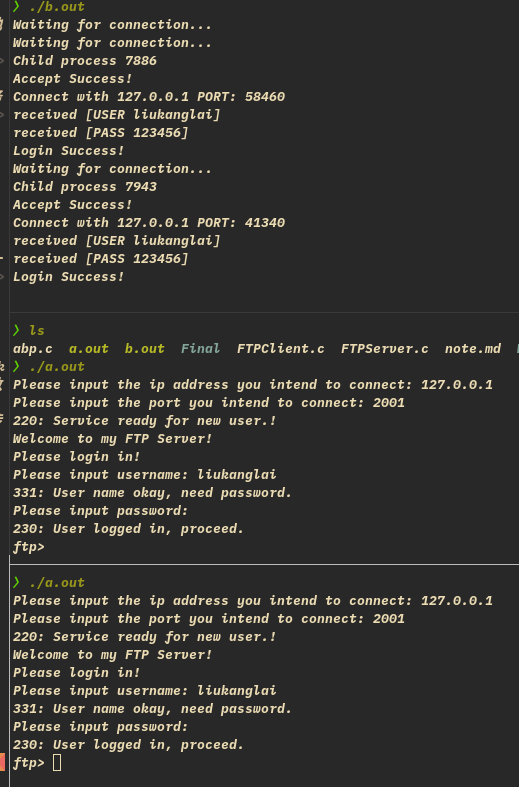 ❯ ./b.out
Waiting for connection...
Waiting for connection...
Child process 7886
Accept Success!
Connect with 127.0.0.1 PORT: 58460
received [USER liukanglai]
received [PASS 123456]
Login Success!
Waiting for connection...
Child process 7943
Accept Success!
Connect with 127.0.0.1 PORT: 41340
received [USER liukanglai]
received [PASS 123456]
Login Success!
❯ ls
abp.c a.out b.out Final FTPClient.c FTPServer.c note.md
❯ ./a.out
Please input the ip address you intend to connect: 127.0.0.1
Please input the port you intend to connect: 2001
220: Service ready for new user.!
Welcome to my FTP Server!
Please login in!
Please input username: liukanglai
331: User name okay, need password.
Please input password:
230: User logged in, proceed.
ftp>
❯ ./a.out
Please input the ip address you intend to connect: 127.0.0.1
Please input the port you intend to connect: 2001
220: Service ready for new user.!
Welcome to my FTP Server!
Please login in!
Please input username: liukanglai
331: User name okay, need password.
Please input password:
230: User logged in, proceed.
ftp>